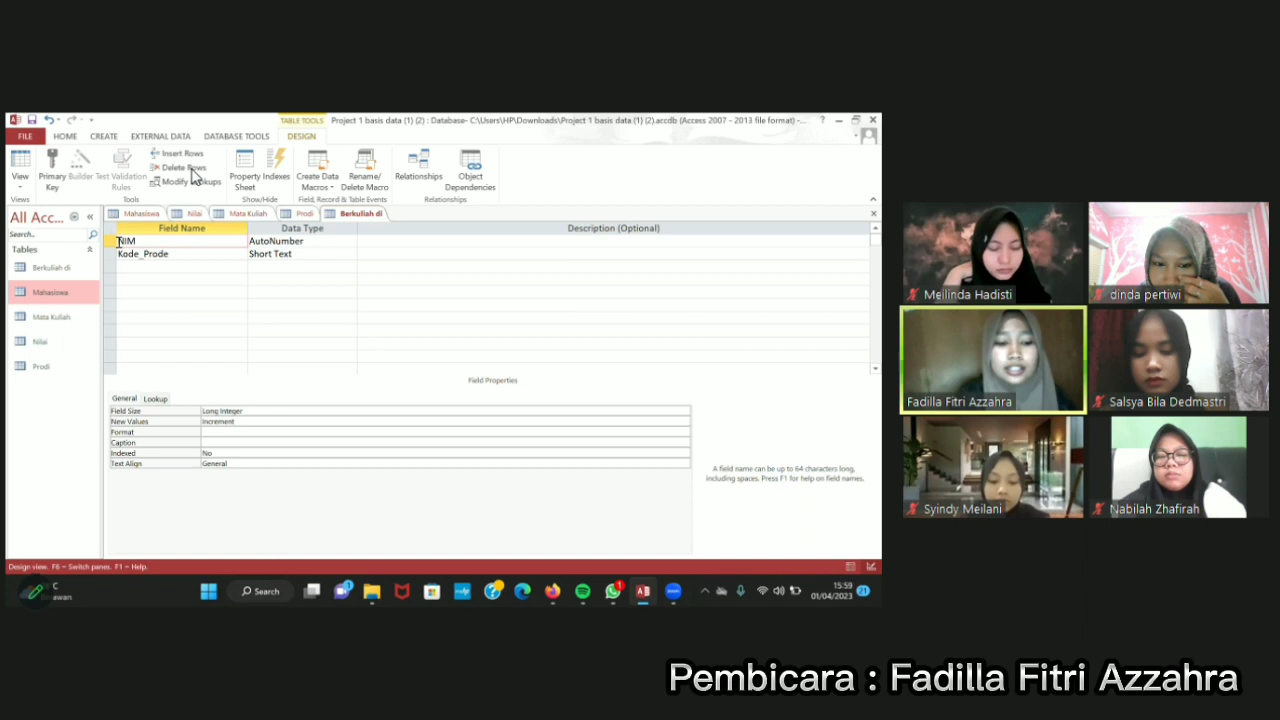 TABLE TOOLS
Project 1 basis data (1) (2) : Database- C:\Users\HP\Downloads\Project 1 basis data (1) (2).accdb (Access 2007 - 2013 file format) -...
FILE HOME CREATE EXTERNAL DATA DATABASE TOOLS DESIGN
View
Views
Primary Key
Builder
Test Validation Rules
Insert Rows
Delete Rows
Modify Lookups
Tools
Property Sheet
Indexes
Show/Hide
Create Data Macros
Rename/ Delete Macro
Field, Record & Table Events
Relationships
Object Dependencies
Relationships
All Acc...
Search..
Tables
Berkuliah di
Mahasiswa
Mata Kuliah
Nilai
Prodi
Mahasiswa Nilai Mata Kuliah Prodi Berkuliah di
Field Name Data Type Description (Optional)
NIM AutoNumber
Kode_Prode Short Text
Field Properties
General Lookup
Field Size Long Integer
New Values Increment
Format
Caption
Indexed No
Text Align General
A field name can be up to 64 characters long,
including spaces. Press F1 for help on field names.
Design view. F6 = Switch panes. F1 = Help.
Search
1
15:59
01/04/2023
21
Meilinda Hadisti
dinda pertiwi
Fadilla Fitri Azzahra
Salsya Bila Dedmastri
Syindy Meilani
Nabilah Zhafirah
Pembicara : Fadilla Fitri Azzahra